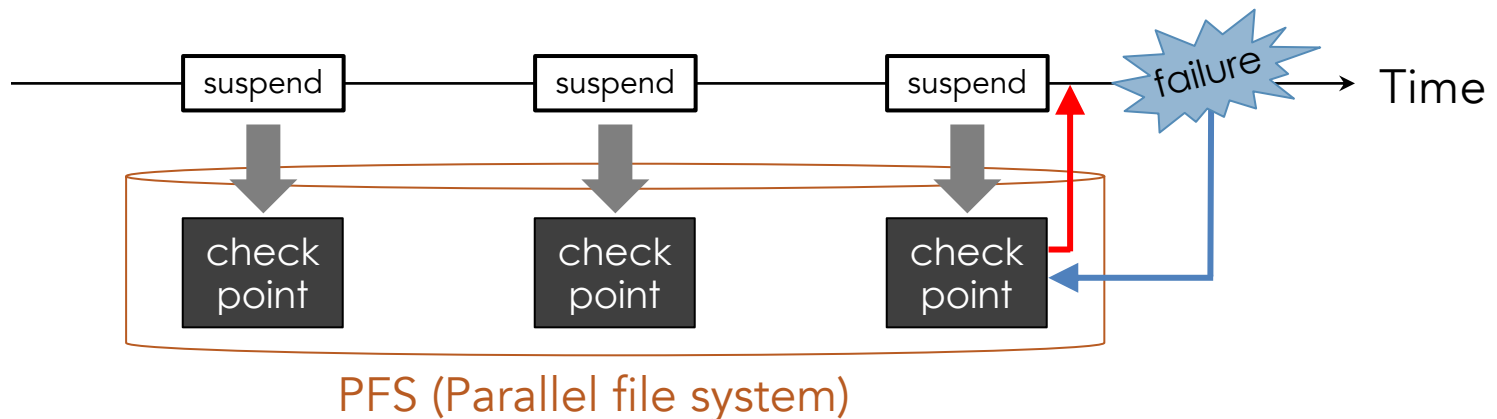 suspend
suspend
suspend
failure
Time
check
point
check
point
check
point
PFS (Parallel file system)